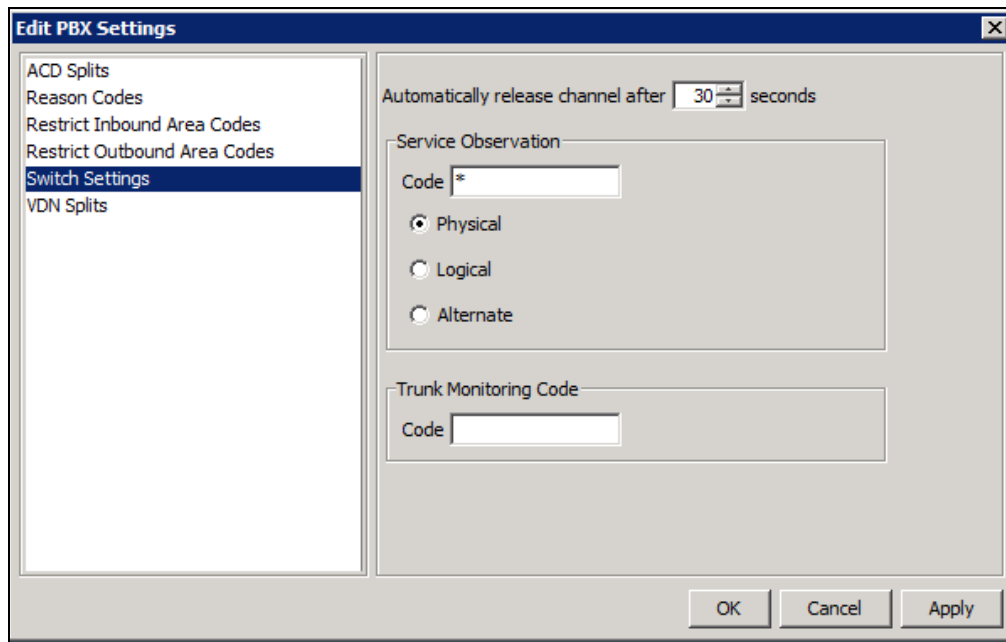 Edit PBX Settings
ACD Splits
Reason Codes
Restrict Inbound Area Codes
Restrict Outbound Area Codes
Switch Settings
VDN Splits
Automatically release channel after 30 seconds
Service Observation
Code *
Physical
Logical
Alternate
Trunk Monitoring Code
Code
OK Cancel Apply